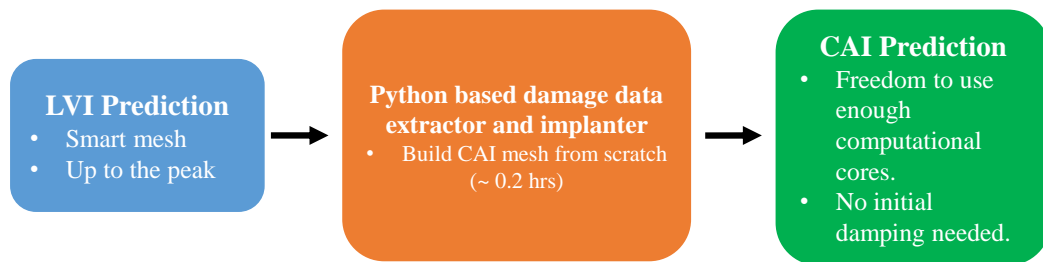 LVI Prediction
• Smart mesh
• Up to the peak
Python based damage data
extractor and implanter
• Build CAI mesh from scratch
(~ 0.2 hrs)
CAI Prediction
• Freedom to use
enough
computational
cores.
• No initial
damping needed.